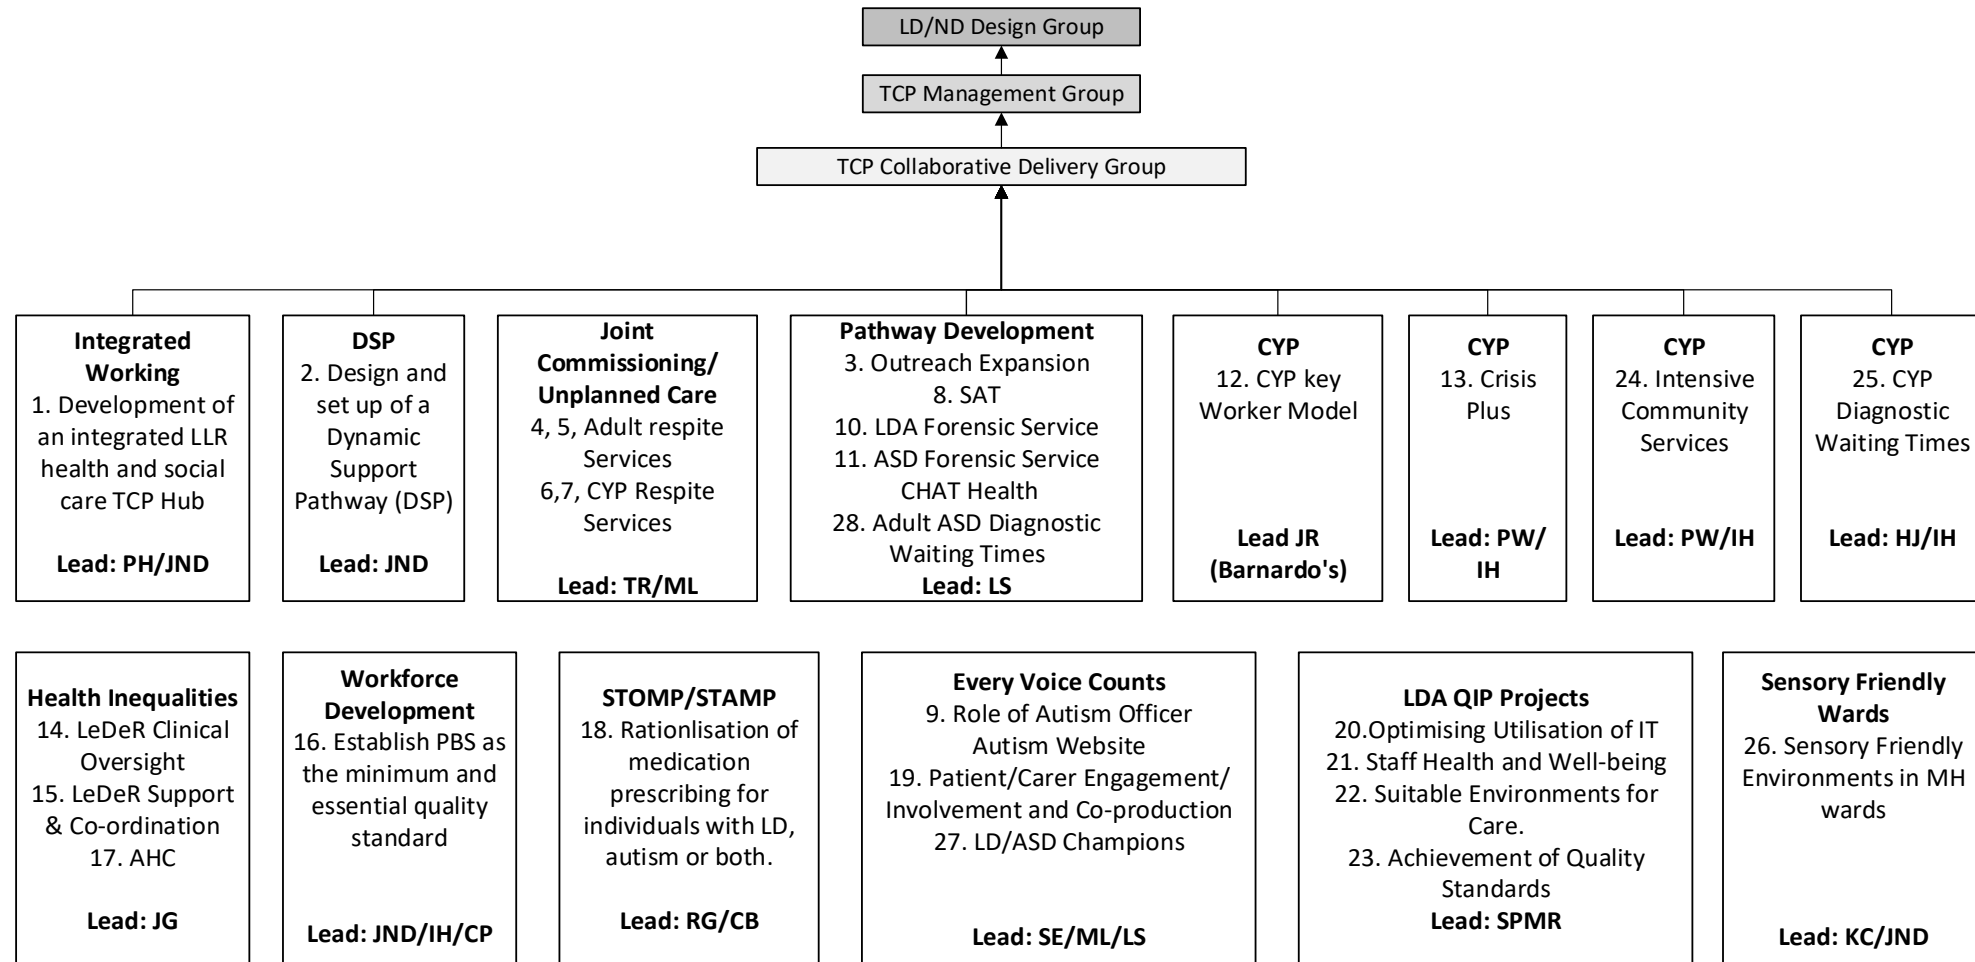 LD/ND Design Group
TCP Management Group
TCP Collaborative Delivery Group
Integrated
Working
1. Development of
an integrated LLR
health and social
care TCP Hub
Lead: PH/JND
DSP
2. Design and
set up of a
Dynamic
Support
Pathway (DSP)
Lead: JND
Joint
Commissioning/
Unplanned Care
4, 5, Adult respite
Services
6,7, CYP Respite
Services
Lead: TR/ML
Pathway Development
3. Outreach Expansion
8. SAT
10. LDA Forensic Service
11. ASD Forensic Service
CHAT Health
28. Adult ASD Diagnostic
Waiting Times
Lead: LS
CYP
12. CYP key
Worker Model
Lead JR
(Barnardo's)
CYP
13. Crisis
Plus
Lead: PW/
IH
CYP
24. Intensive
Community
Services
Lead: PW/IH
CYP
25. CYP
Diagnostic
Waiting Times
Lead: HJ/IH
Health Inequalities
14. LeDeR Clinical
Oversight
15. LeDeR Support
& Co-ordination
17. AHC
Lead: JG
Workforce
Development
16. Establish PBS as
the minimum and
essential quality
standard
Lead: JND/IH/CP
STOMP/STAMP
18. Rationlisation of
medication
prescribing for
individuals with LD,
autism or both.
Lead: RG/CB
Every Voice Counts
9. Role of Autism Officer
Autism Website
19. Patient/Carer Engagement/
Involvement and Co-production
27. LD/ASD Champions
Lead: SE/ML/LS
LDA QIP Projects
20.Optimising Utilisation of IT
21. Staff Health and Well-being
22. Suitable Environments for
Care.
23. Achievement of Quality
Standards
Lead: SPMR
Sensory Friendly
Wards
26. Sensory Friendly
Environments in MH
wards
Lead: KC/JND